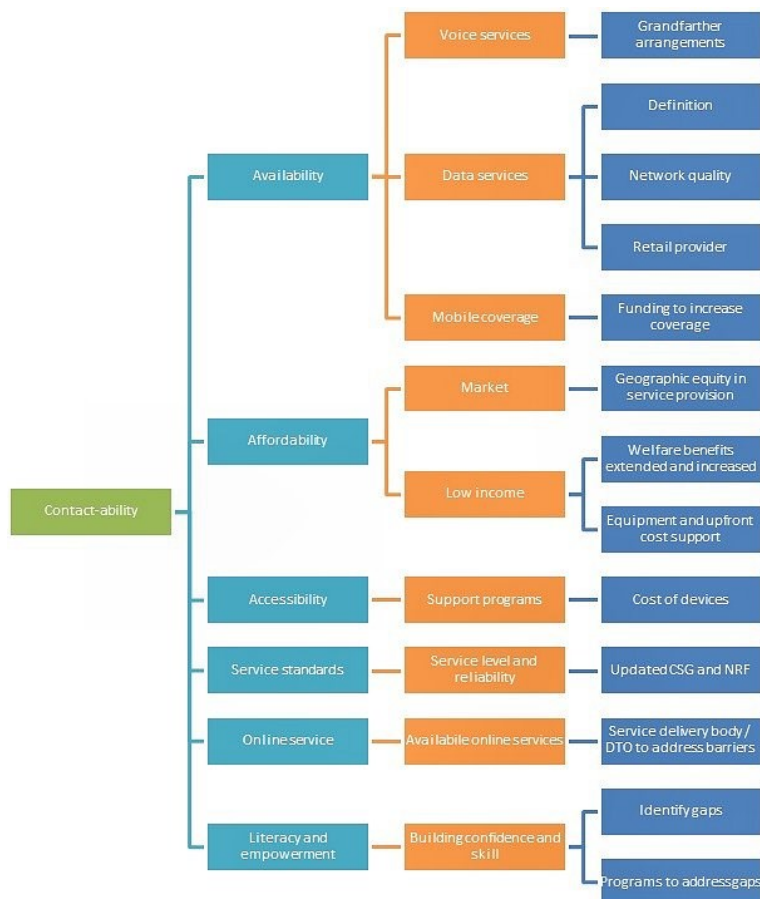 Voice services
Grandfarther
arrangements
Definition
Availability
Data services
Network quality
Retail provider
Mobile coverage
Funding to increase
coverage
Market
Geographic equity in
service provision
Affordability
Low income
Welfare benefits
extended and increased
Equipment and upfront
cost support
Contact-ability
Accessibility
Support programs
Cost of devices
Service standards
Service level and
reliability
Updated CSG and NRF
Online service
Availabile online services
Service delivery body /
DTO to address barriers
Literacy and
empowerment
Building confidence and
skill
Identify gaps
Programs to address gaps